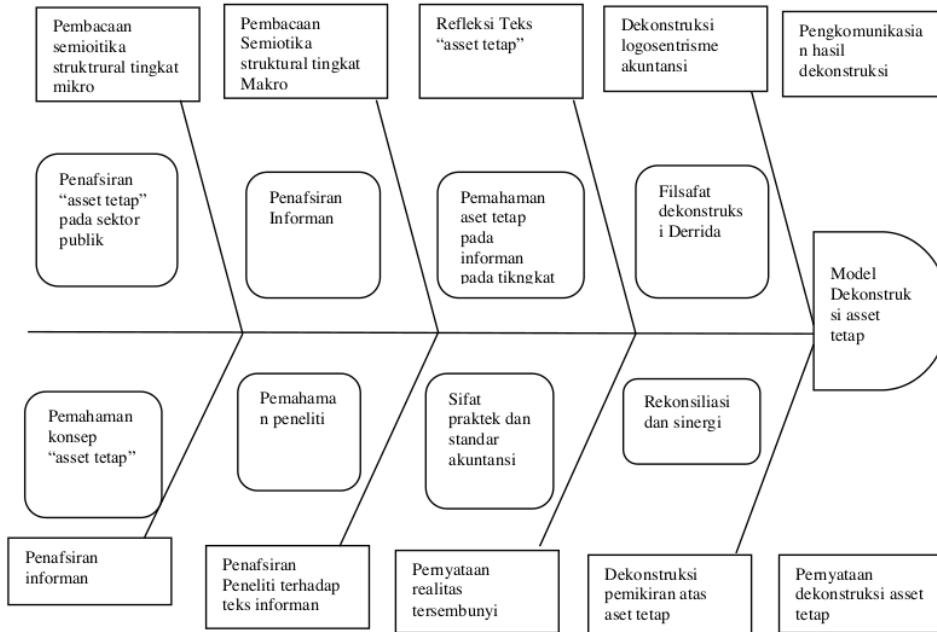 Pembacaan
semioitika
struktrural tingkat
mikro
Pembacaan
Semiotika
struktural tingkat
Makro
Refleksi Teks
“asset tetap”
Dekonstruksi
logosentrisme
akuntansi
Pengkomunikasia
n hasil
dekonstruksi
Penafsiran
“asset tetap”
pada sektor
publik
Penafsiran
Informan
Pemahaman
aset tetap
pada
informan
pada tikngkat
Filsafat
dekonstruks
i Derrida
Model
Dekonstruk
si asset
tetap
Pemahaman
konsep
“asset tetap”
Pemahama
n peneliti
Sifat
praktek dan
standar
akuntansi
Rekonsiliasi
dan sinergi
Penafsiran
informan
Penafsiran
Peneliti terhadap
teks informan
Pernyataan
realitas
tersembunyi
Dekonstruksi
pemikiran atas
aset tetap
Pernyataan
dekonstruksi asset
tetap